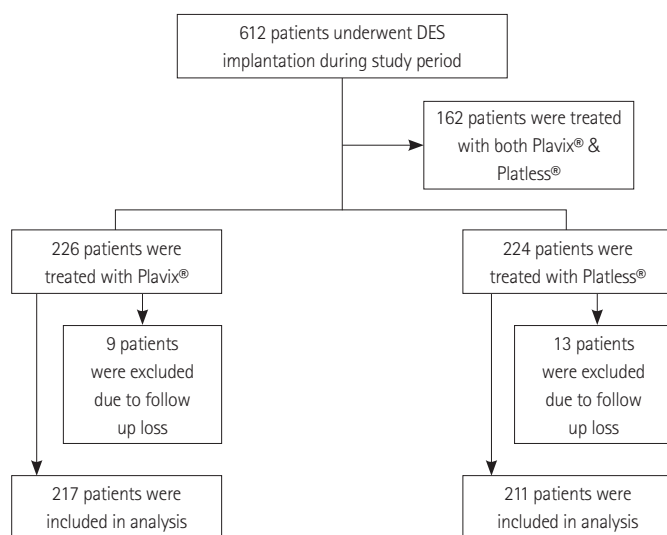 612 patients underwent DES
implantation during study period
162 patients were treated
with both Plavix® &
Platless®
226 patients were
treated with Plavix®
224 patients were
treated with Platless®
9 patients
were excluded
due to follow
up loss
13 patients
were excluded
due to follow
up loss
217 patients were
included in analysis
211 patients were
included in analysis